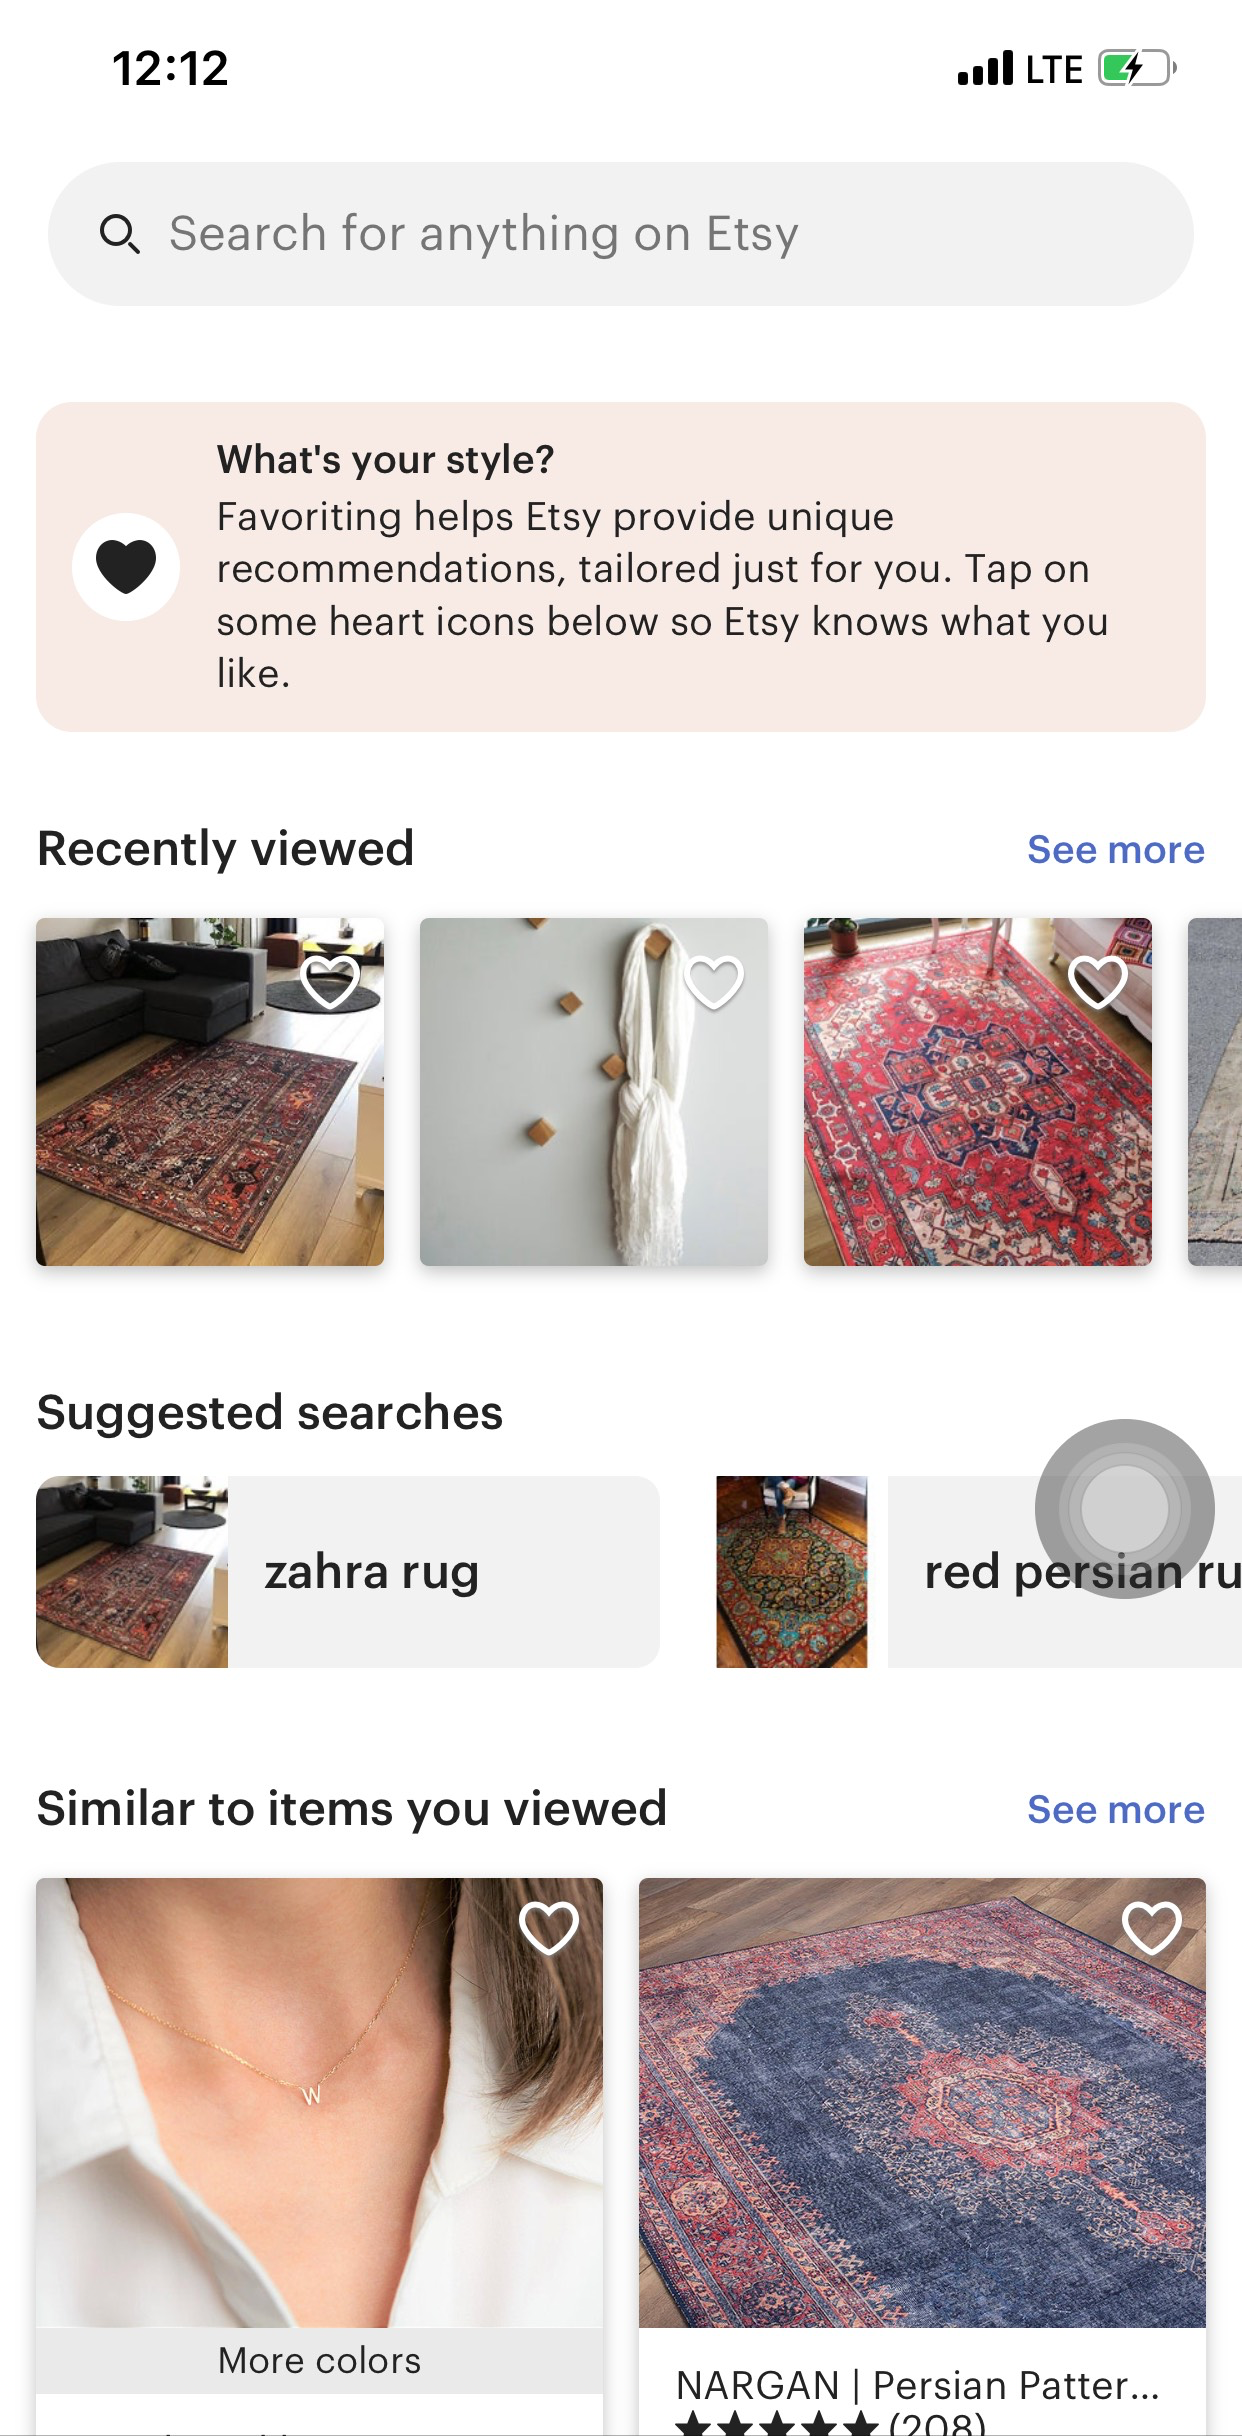 12:12
LTE
Search for anything on Etsy
What's your style?
Favoriting helps Etsy provide unique
recommendations, tailored just for you. Tap on
some heart icons below so Etsy knows what you
like.
Recently viewed
See more
Suggested searches
zahra rug
red persian ru
Similar to items you viewed
See more
W
More colors
NARGAN | Persian Patter...
★★★★★ (208)